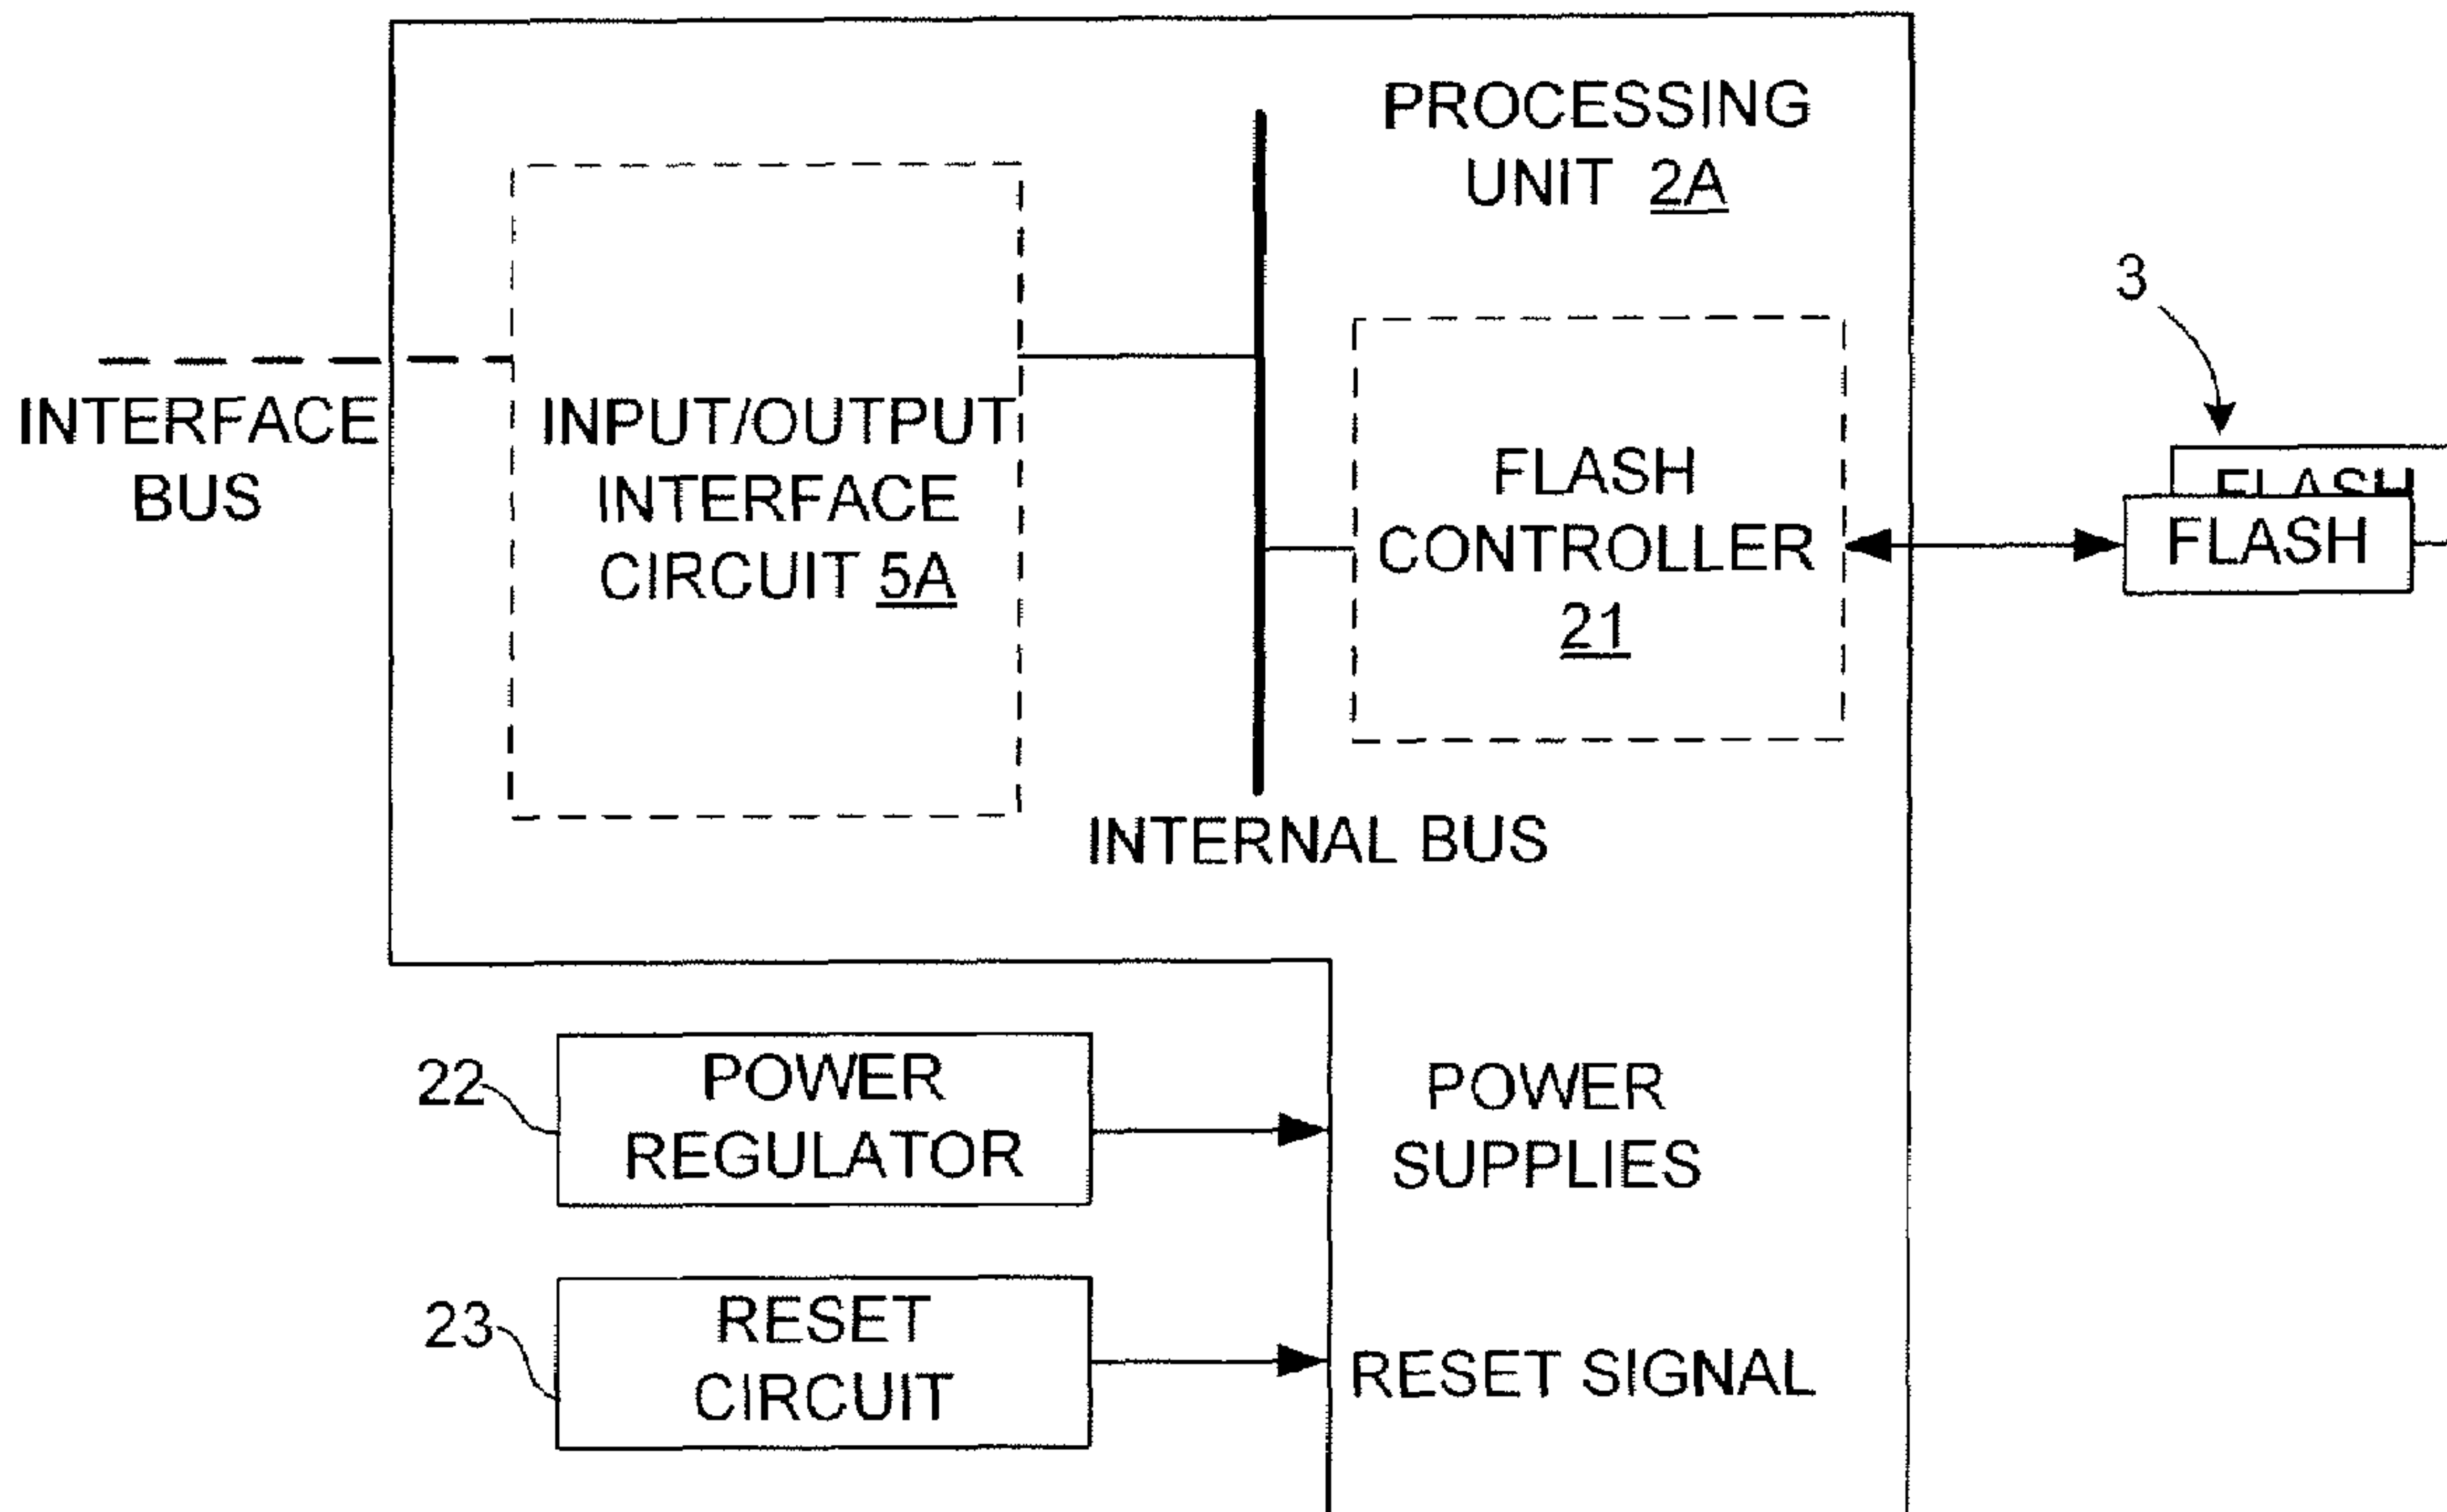 PROCESSING
UNIT 2A
3
INTERFACE
BUS
INPUT/OUTPUT
INTERFACE
CIRCUIT 5A
FLASH
CONTROLLER
21
FLASH
FLASH
INTERNAL BUS
22
POWER
REGULATOR
POWER
SUPPLIES
23
RESET
CIRCUIT
RESET SIGNAL